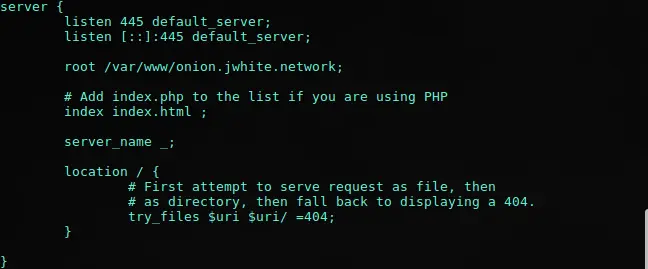 server {
        listen 445 default_server;
        listen [::]:445 default_server;

        root /var/www/onion.jwhite.network;

        # Add index.php to the list if you are using PHP
        index index.html ;

        server_name _;

        location / {
                # First attempt to serve request as file, then
                # as directory, then fall back to displaying a 404.
                try_files $uri $uri/ =404;
        }

}